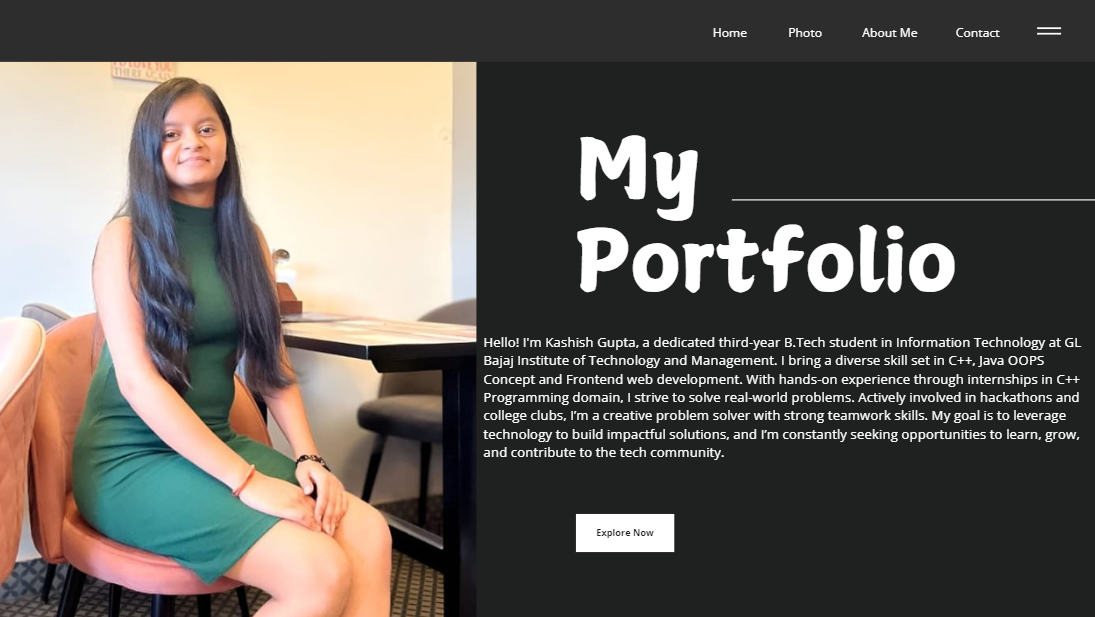 Home Photo About Me Contact
My
Portfolio
Hello! I'm Kashish Gupta, a dedicated third-year B.Tech student in Information Technology at GL
Bajaj Institute of Technology and Management. I bring a diverse skill set in C++, Java OOPS
Concept and Frontend web development. With hands-on experience through internships in C++
Programming domain, I strive to solve real-world problems. Actively involved in hackathons and
college clubs, I’m a creative problem solver with strong teamwork skills. My goal is to leverage
technology to build impactful solutions, and I’m constantly seeking opportunities to learn, grow,
and contribute to the tech community.
Explore Now